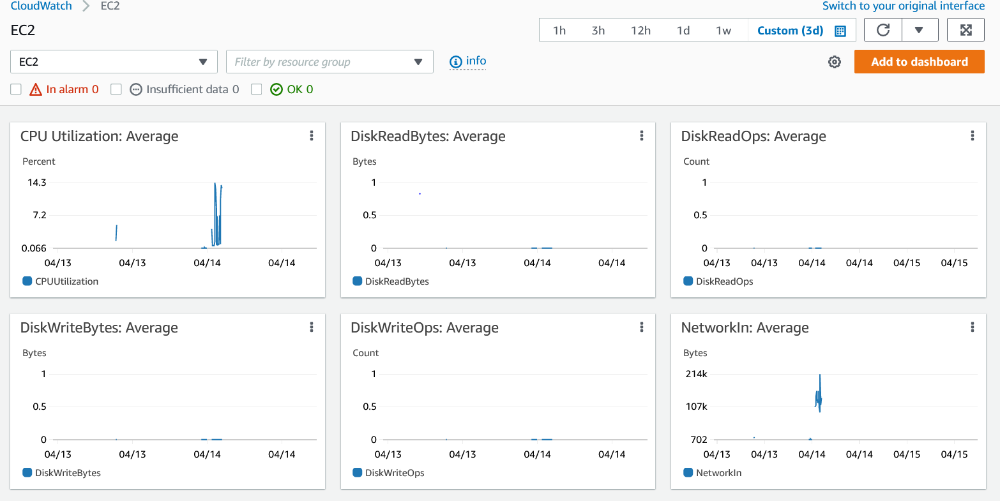 CloudWatch EC2 Switch to your original interface
EC2 1h 3h 12h 1d 1w Custom (3d)
EC2 Filter by resource group info Add to dashboard
In alarm 0 Insufficient data 0 OK 0
CPU Utilization: Average
Percent
14.3
7.2
0.066
04/13 04/13 04/14 04/14
CPUUtilization
DiskReadBytes: Average
Bytes
1
0.5
0
04/13 04/13 04/14 04/14
DiskReadBytes
DiskReadOps: Average
Count
1
0.5
0
04/13 04/13 04/14 04/14 04/15 04/15
DiskReadOps
DiskWriteBytes: Average
Bytes
1
0.5
0
04/13 04/13 04/14 04/14
DiskWriteBytes
DiskWriteOps: Average
Count
1
0.5
0
04/13 04/13 04/14 04/14
DiskWriteOps
NetworkIn: Average
Bytes
214k
107k
702
04/13 04/13 04/14 04/14 04/15 04/15
NetworkIn